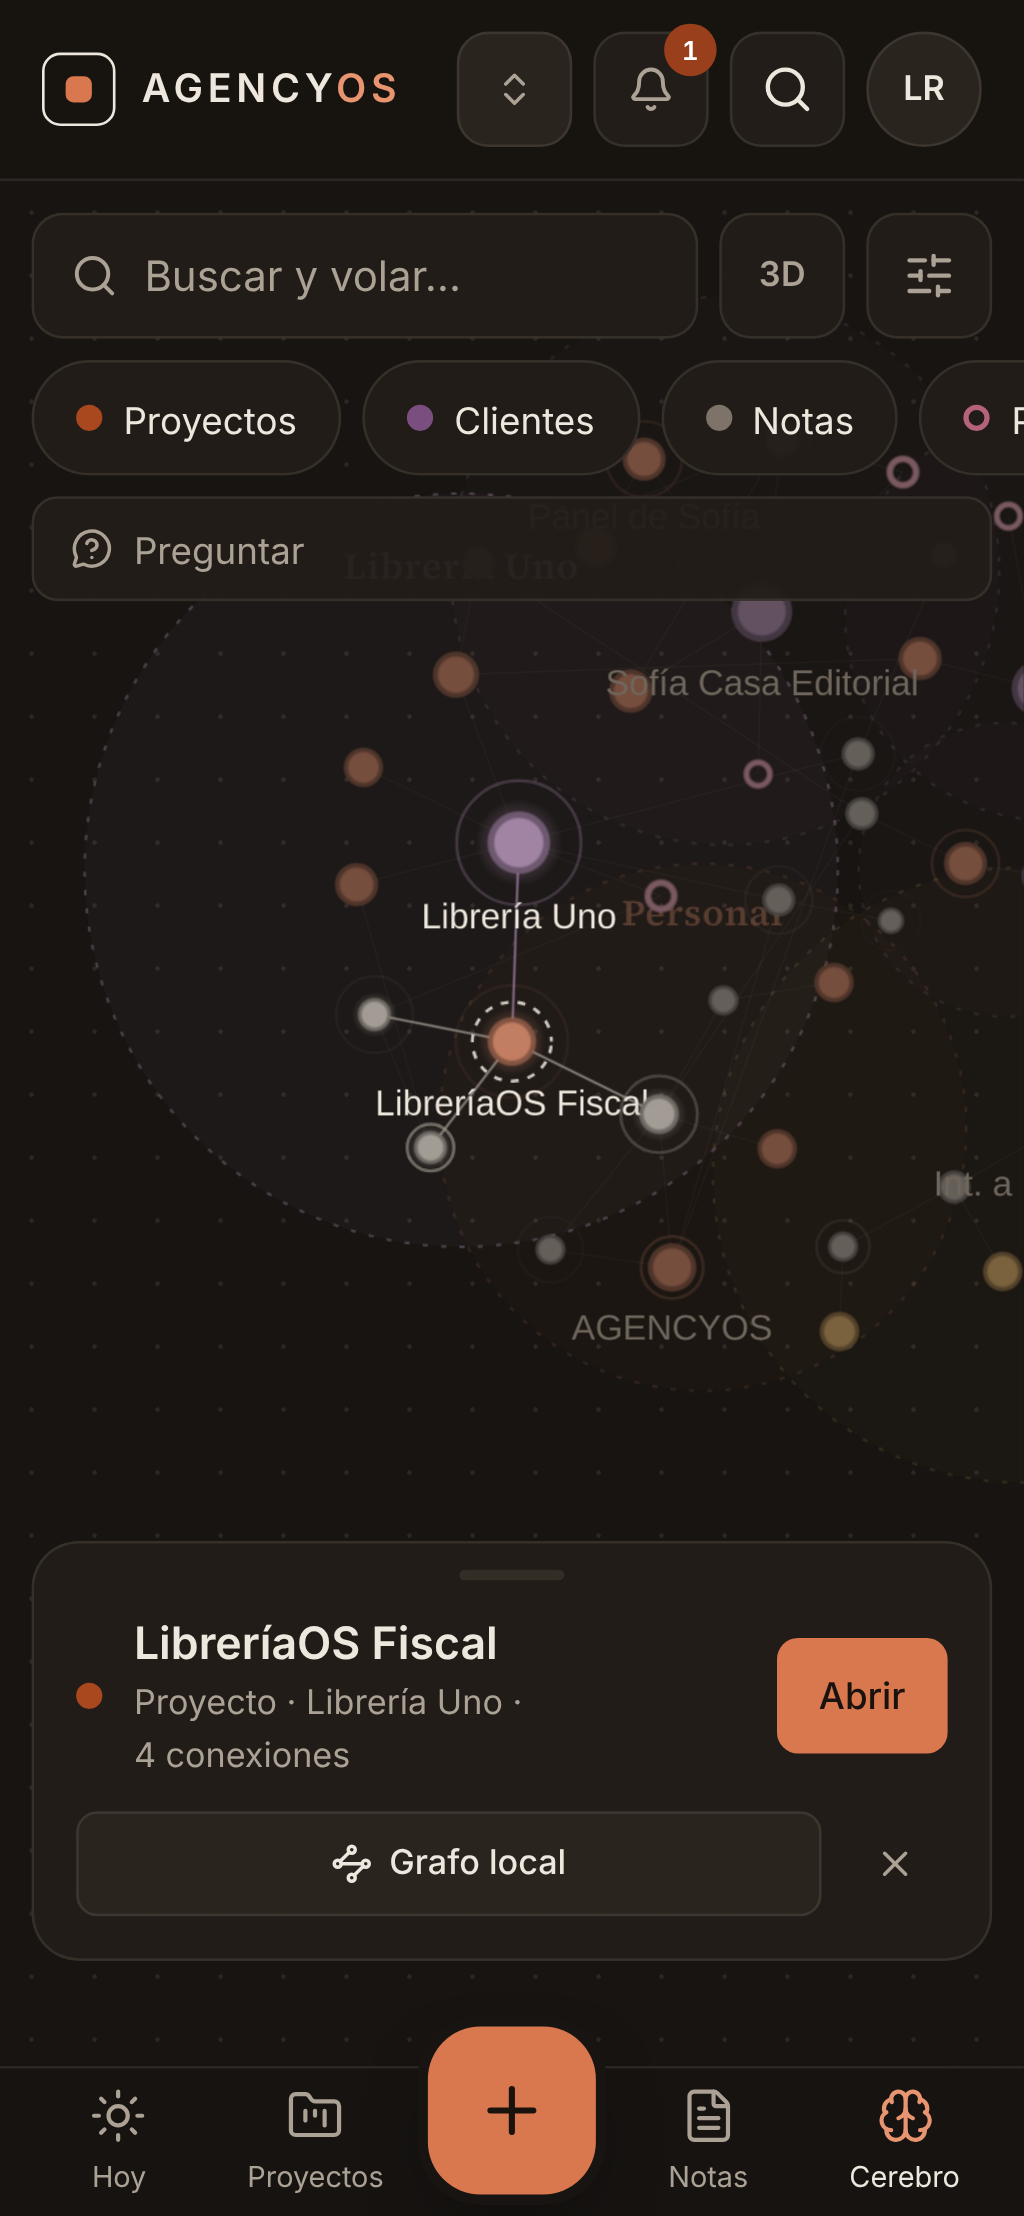 AGENCYOS
1
LR
Buscar y volar...
3D
Proyectos
Clientes
Notas
Preguntar
Panel de Sofía
Librería Uno
Sofía Casa Editorial
Librería Uno
Personal
LibreríaOS Fiscal
Int. a
AGENCYOS
LibreríaOS Fiscal
Proyecto · Librería Uno ·
4 conexiones
Abrir
Grafo local
Hoy
Proyectos
Notas
Cerebro